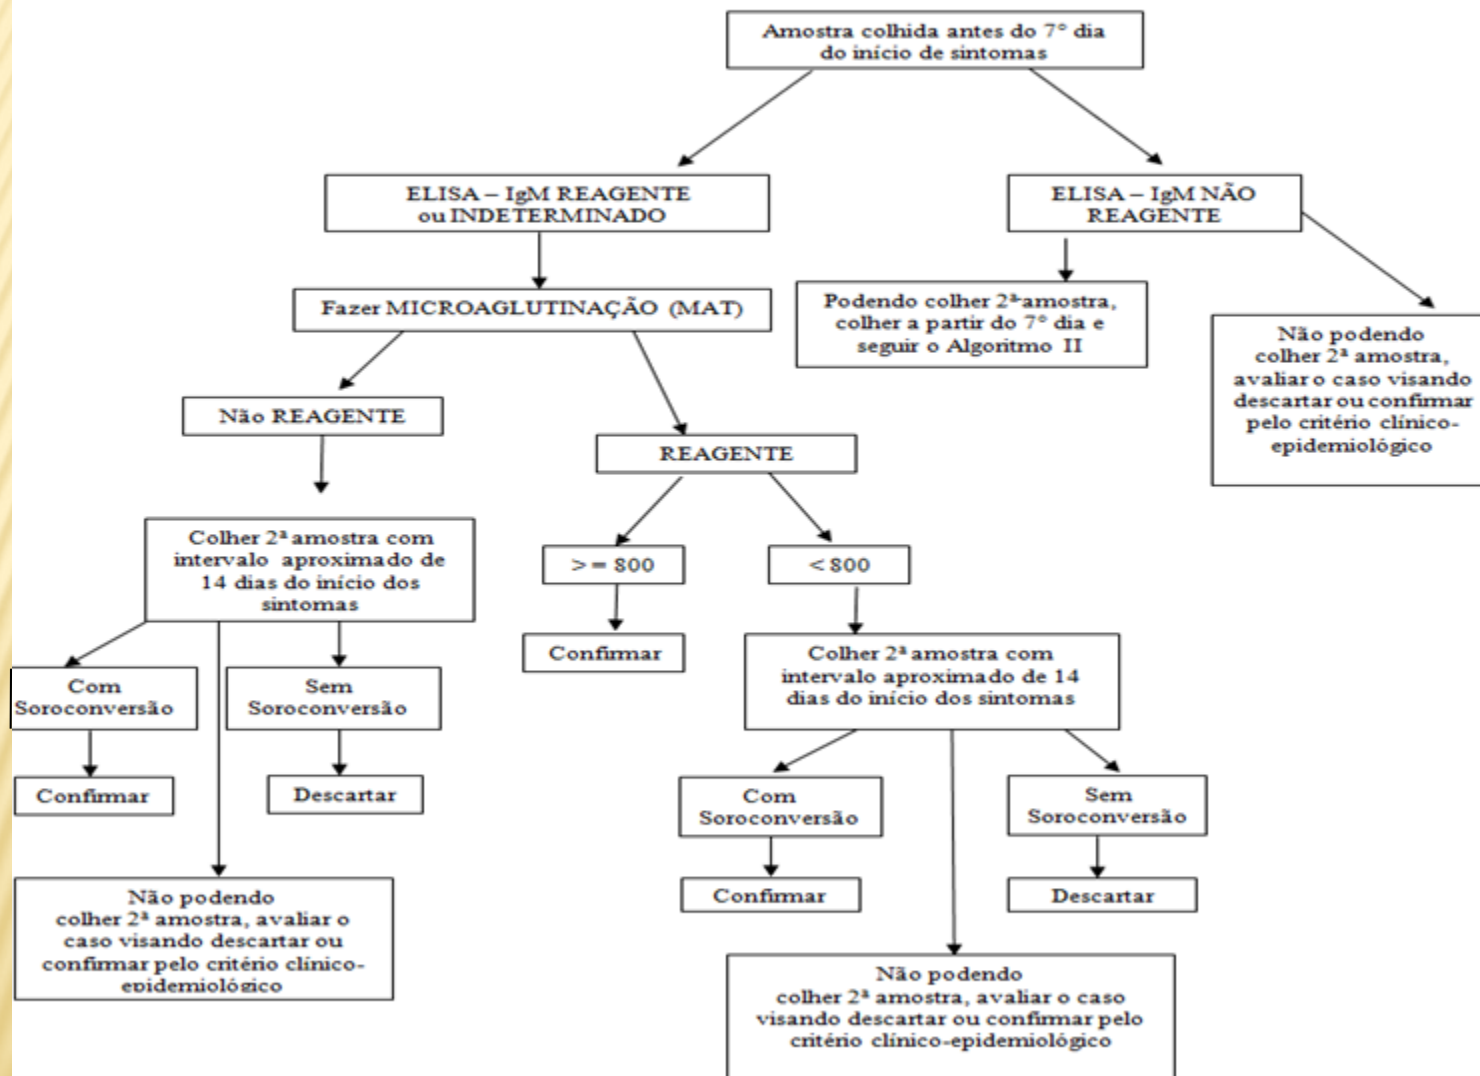 Amostra colhida antes do 7° dia
do início de sintomas
ELISA – IgM REAGENTE
ou INDETERMINADO
ELISA – IgM NÃO
REAGENTE
Fazer MICROAGLUTINAÇÃO (MAT)
Podendo colher 2ª amostra,
colher a partir do 7° dia e
seguir o Algoritmo II
Não podendo
colher 2ª amostra,
avaliar o caso visando
descartar ou confirmar
pelo critério clínico-
epidemiológico
Não REAGENTE
REAGENTE
Colher 2ª amostra com
intervalo aproximado de
14 dias do início dos
sintomas
> = 800
< 800
Confirmar
Colher 2ª amostra com
intervalo aproximado de 14
dias do início dos sintomas
Com
Soroconversão
Sem
Soroconversão
Confirmar
Descartar
Com
Soroconversão
Sem
Soroconversão
Confirmar
Descartar
Não podendo
colher 2ª amostra, avaliar o
caso visando descartar ou
confirmar pelo critério clínico-
epidemiológico
Não podendo
colher 2ª amostra, avaliar o caso
visando descartar ou confirmar pelo
critério clínico-epidemiológico